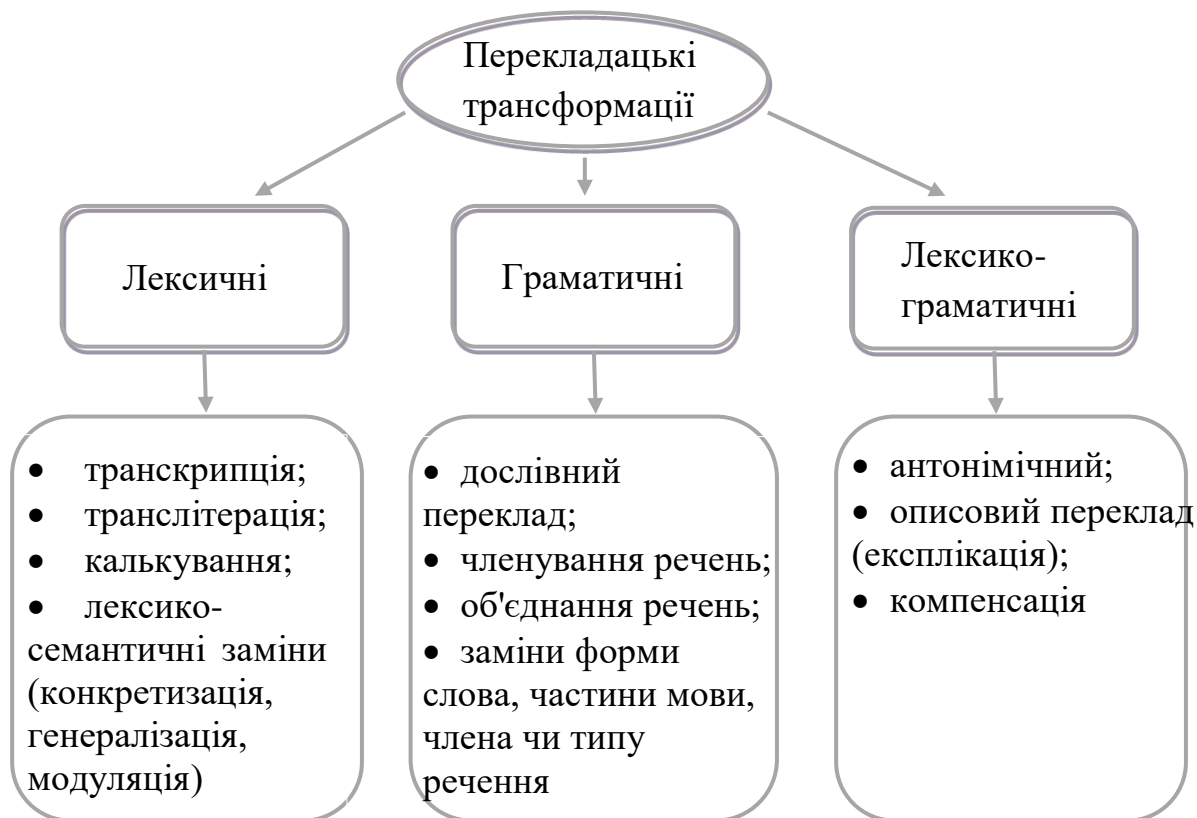 Перекладацькі
трансформації
Лексичні
Граматичні
Лексико-
граматичні
• транскрипція;
• транслітерація;
• калькування;
• лексико-
семантичні заміни
(конкретизація,
генералізація,
модуляція)
• дослівний
переклад;
• членування речень;
• об'єднання речень;
• заміни форми
слова, частини мови,
члена чи типу
речення
• антонімічний;
• описовий переклад
(експлікація);
• компенсація